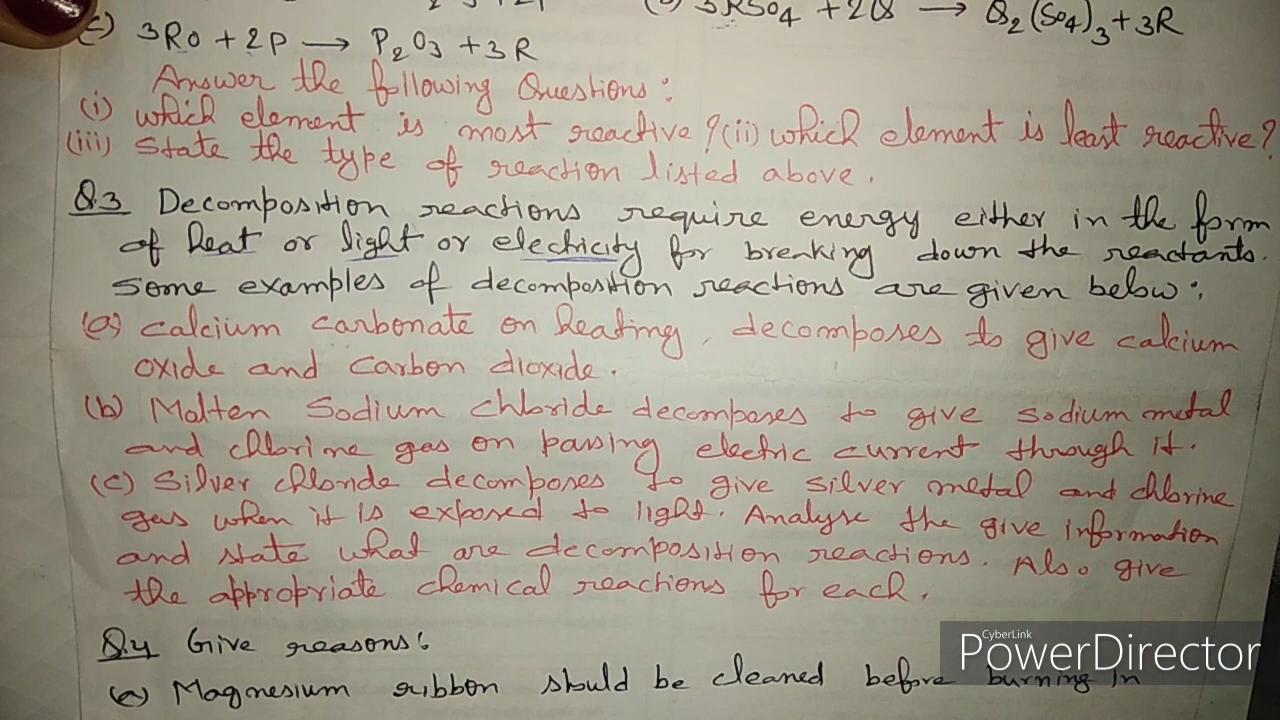 (c) 3RO + 2P → P2O3 + 3R
3RSO4 + 2Q → Q2(SO4)3 + 3R
Answer the following Questions:
(i) which element is most reactive? (ii) which element is least reactive?
(iii) State the type of reaction listed above.
Q.3 Decomposition reactions require energy either in the form
of heat or light or electricity for breaking down the reactants.
Some examples of decomposition reactions are given below:
(a) calcium carbonate on heating, decomposes to give calcium
oxide and carbon dioxide.
(b) Molten Sodium chloride decomposes to give sodium metal
and chlorine gas on passing electric current through it.
(c) Silver chloride decomposes to give silver metal and chlorine
gas when it is exposed to light. Analyse the give information
and state what are decomposition reactions. Also give
the appropriate chemical reactions for each.
Q.4 Give reasons:
(a) Magnesium ribbon should be cleaned before burning in
CyberLink
PowerDirector